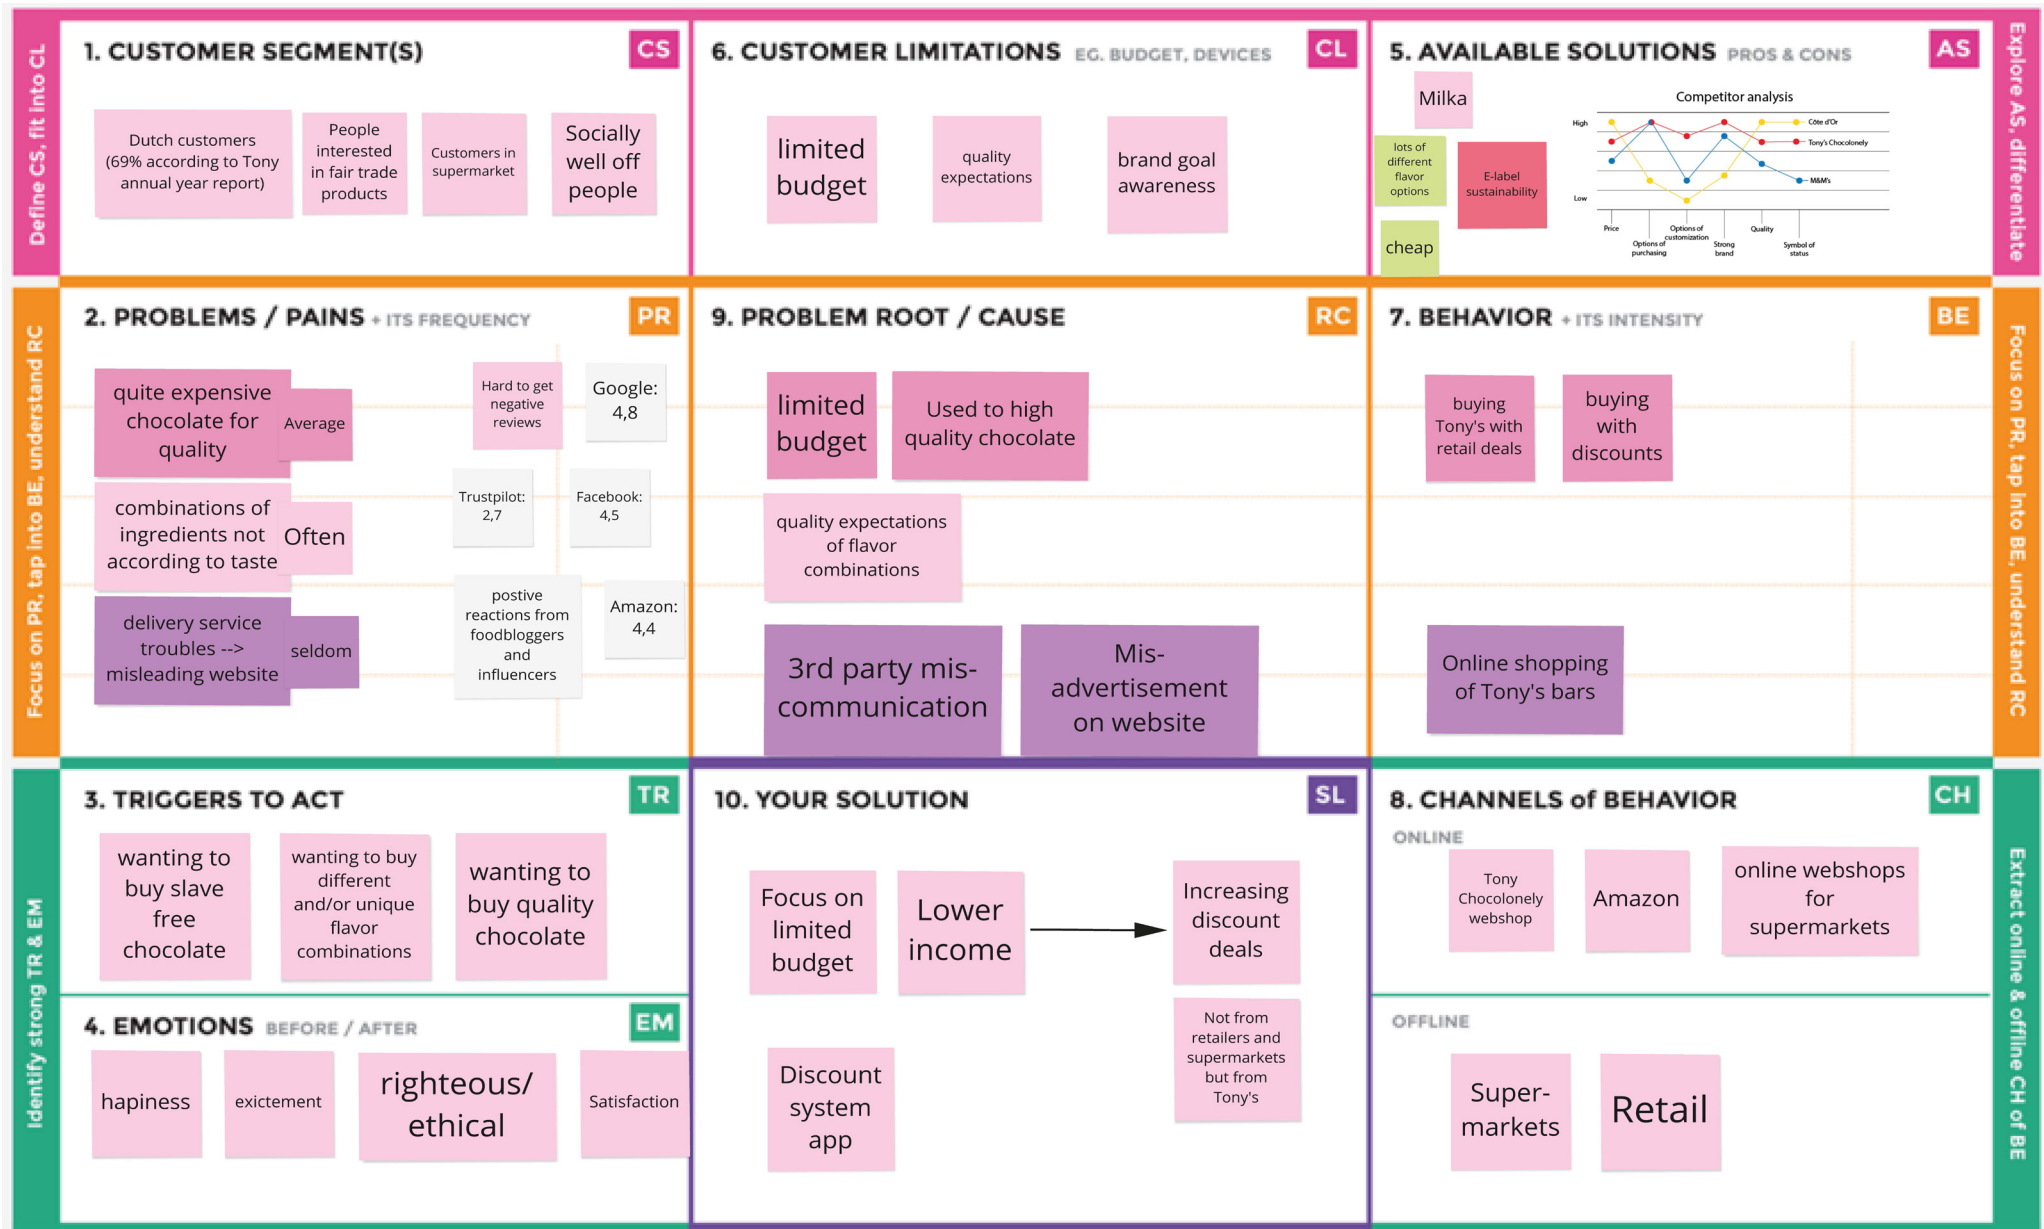 Define CS, fit into CL
1. CUSTOMER SEGMENT(S)
CS
Dutch customers
(69% according to Tony
annual year report)
People
interested
in fair trade
products
Customers in
supermarket
Socially
well off
people
6. CUSTOMER LIMITATIONS EG. BUDGET, DEVICES
CL
limited
budget
quality
expectations
brand goal
awareness
5. AVAILABLE SOLUTIONS PROS & CONS
AS
Milka
lots of
different
flavor
options
E-label
sustainability
cheap
Competitor analysis
High
Low
Côte d'Or
Tony's Chocolonely
M&M's
Price
Options of
purchasing
Options of
customization
Strong
brand
Quality
Symbol of
status
Explore AS, differentiate
Focus on PR, tap into BE, understand RC
2. PROBLEMS / PAINS + ITS FREQUENCY
PR
quite expensive
chocolate for
quality
Average
combinations of
ingredients not
according to taste
Often
delivery service
troubles -->
misleading website
seldom
Hard to get
negative
reviews
Google:
4,8
Trustpilot:
2,7
Facebook:
4,5
postive
reactions from
foodbloggers
and
influencers
Amazon:
4,4
9. PROBLEM ROOT / CAUSE
RC
limited
budget
Used to high
quality chocolate
quality expectations
of flavor
combinations
3rd party mis-
communication
Mis-
advertisement
on website
7. BEHAVIOR + ITS INTENSITY
BE
buying
Tony's with
retail deals
buying
with
discounts
Online shopping
of Tony's bars
Focus on PR, tap into BE, understand RC
Identify strong TR & EM
3. TRIGGERS TO ACT
TR
wanting to
buy slave
free
chocolate
wanting to buy
different
and/or unique
flavor
combinations
wanting to
buy quality
chocolate
4. EMOTIONS BEFORE / AFTER
EM
hapiness
exictement
righteous/
ethical
Satisfaction
10. YOUR SOLUTION
SL
Focus on
limited
budget
Lower
income
Increasing
discount
deals
Not from
retailers and
supermarkets
but from
Tony's
Discount
system
app
8. CHANNELS of BEHAVIOR
CH
ONLINE
Tony
Chocolonely
webshop
Amazon
online webshops
for
supermarkets
OFFLINE
Super-
markets
Retail
Extract online & offline CH of BE